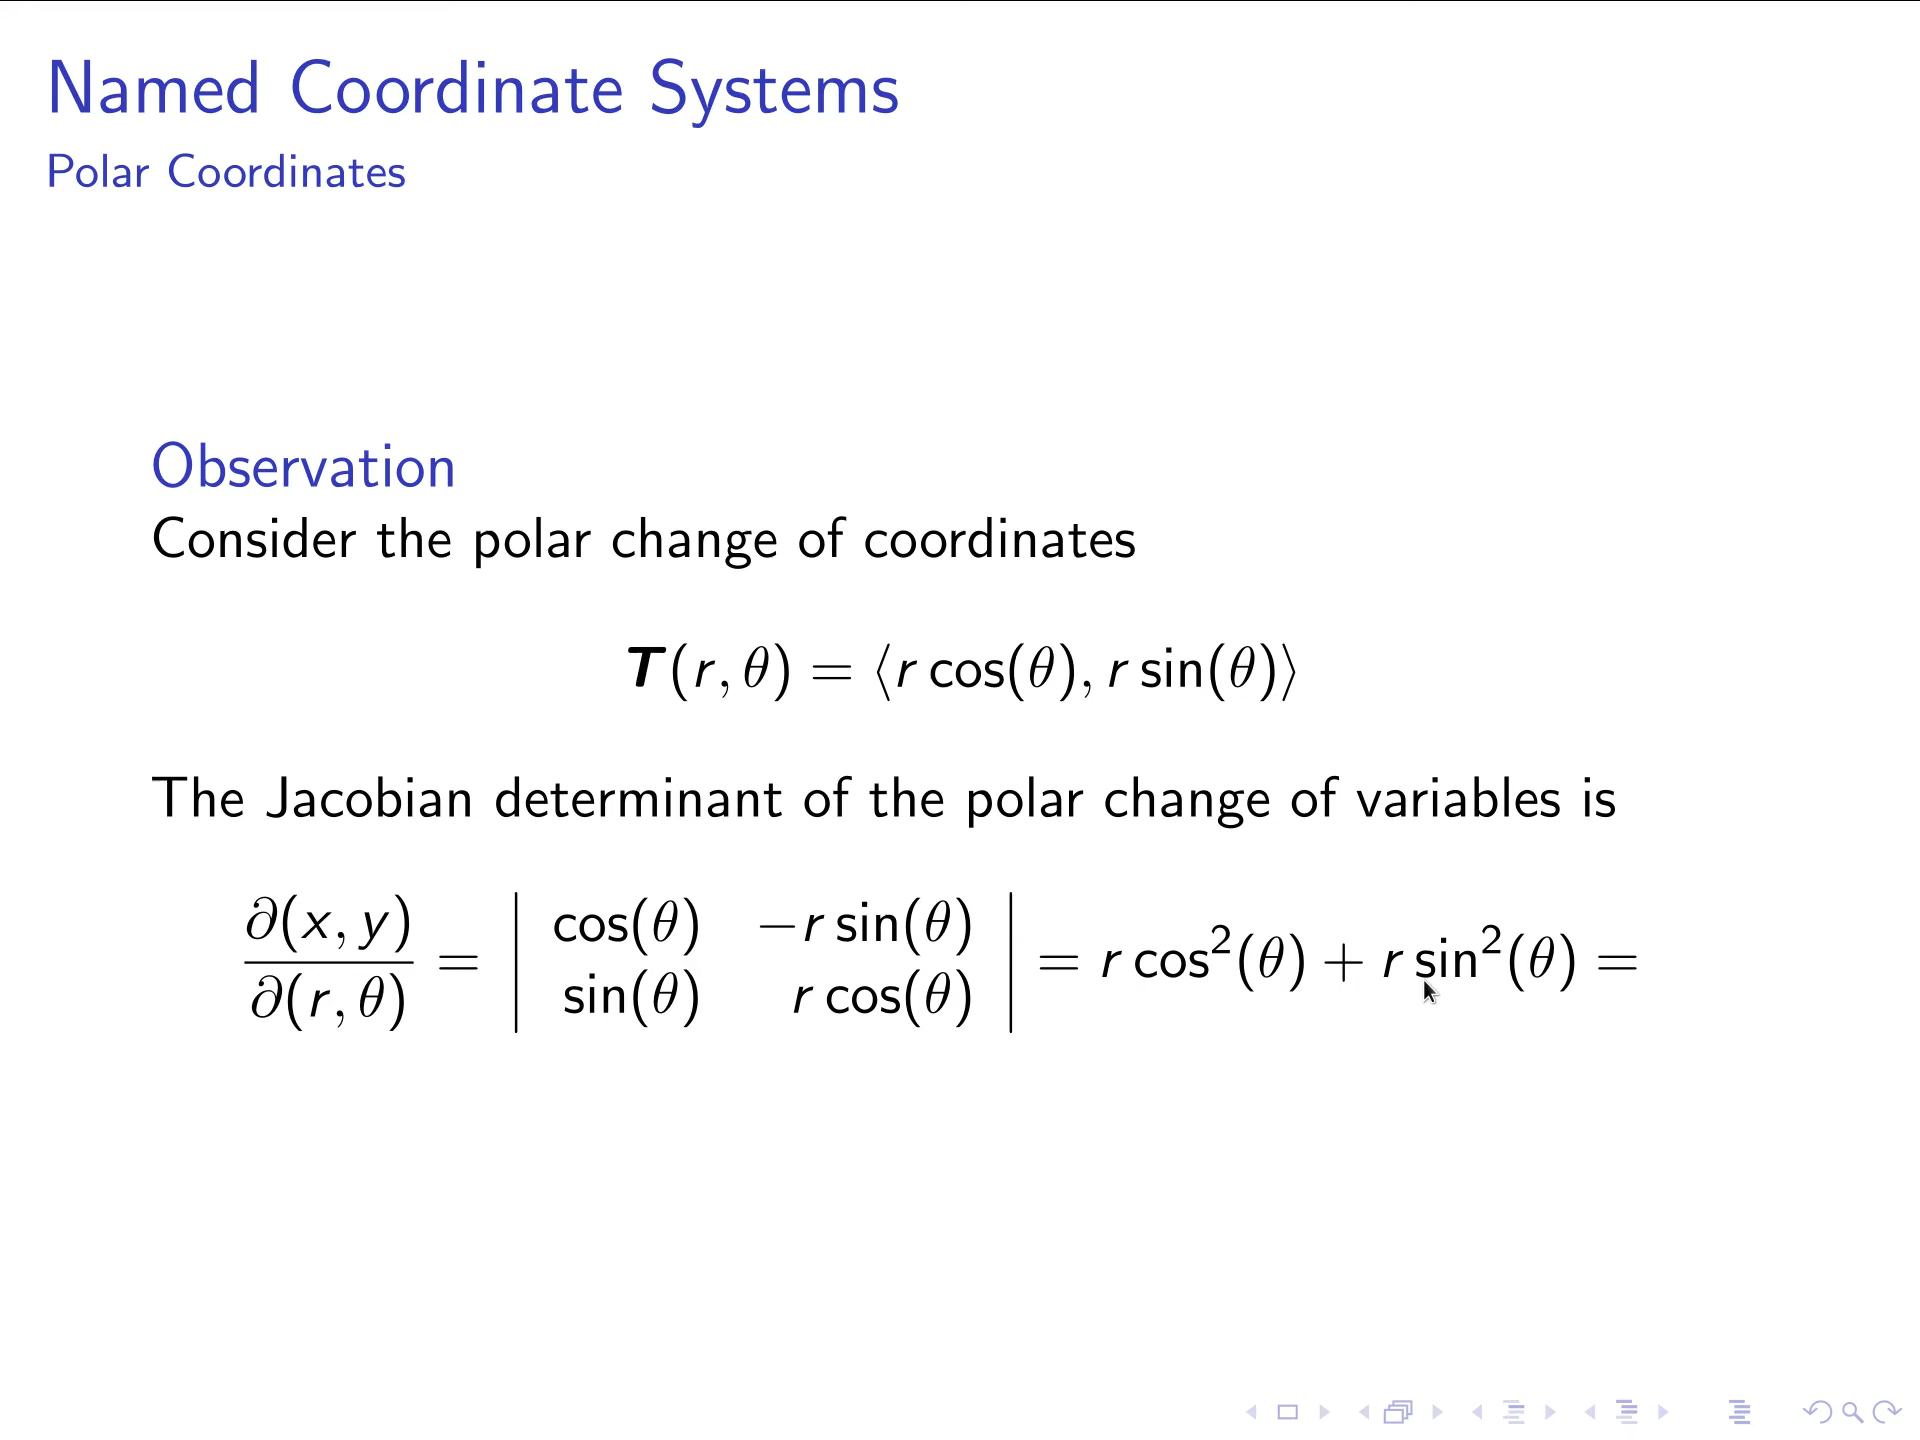 Named Coordinate Systems
Polar Coordinates
Observation
Consider the polar change of coordinates
T(r, θ) = ⟨r cos(θ), r sin(θ)⟩
The Jacobian determinant of the polar change of variables is
∂(x, y)/∂(r, θ) = | cos(θ) −r sin(θ) ; sin(θ) r cos(θ) | = r cos²(θ) + r sin²(θ) =